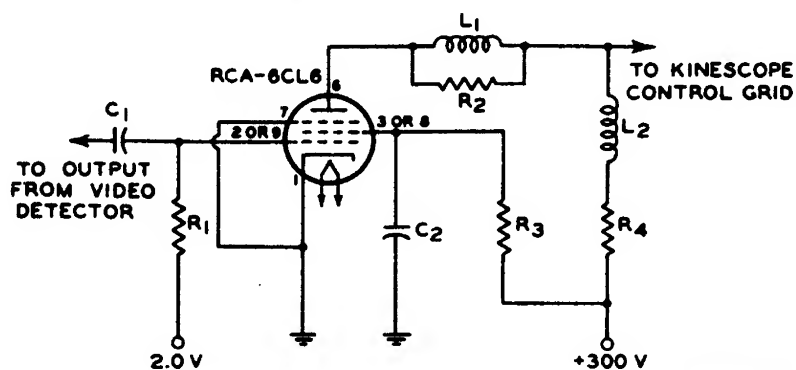 L1
RCA-6CL6
6
R2
TO KINESCOPE
CONTROL GRID
C1
7
2 OR 9
3 OR 8
L2
1
TO OUTPUT
FROM VIDEO
DETECTOR
R1
C2
R3
R4
2.0 V
+300 V